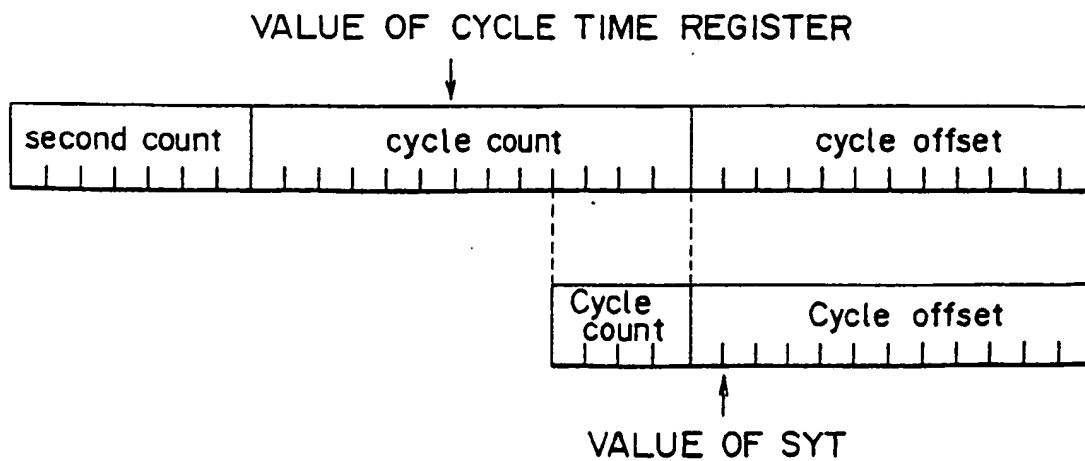 VALUE OF CYCLE TIME REGISTER
second count cycle count cycle offset
Cycle count Cycle offset
VALUE OF SYT